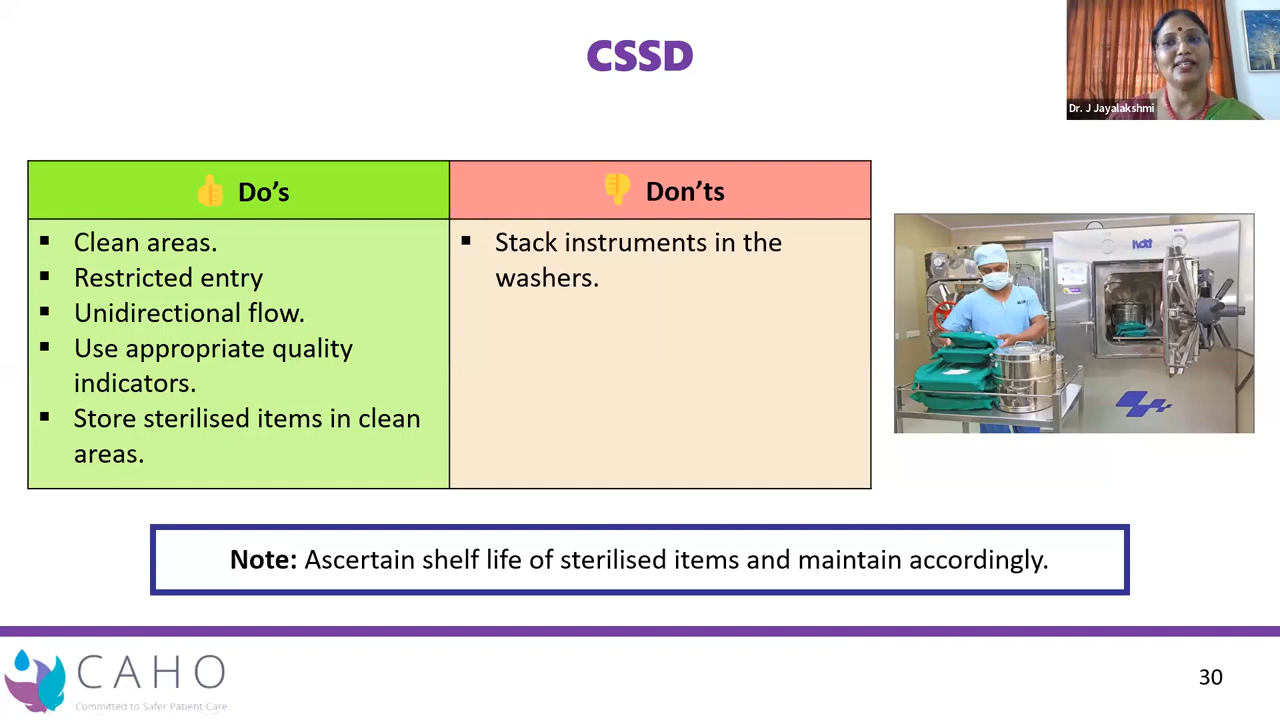 CSSD
Dr. J Jayalakshmi
Do's
Don'ts
▪ Clean areas.
▪ Restricted entry
▪ Unidirectional flow.
▪ Use appropriate quality
indicators.
▪ Store sterilised items in clean
areas.
▪ Stack instruments in the
washers.
Note: Ascertain shelf life of sterilised items and maintain accordingly.
CAHO
Committed to Safer Patient Care
30